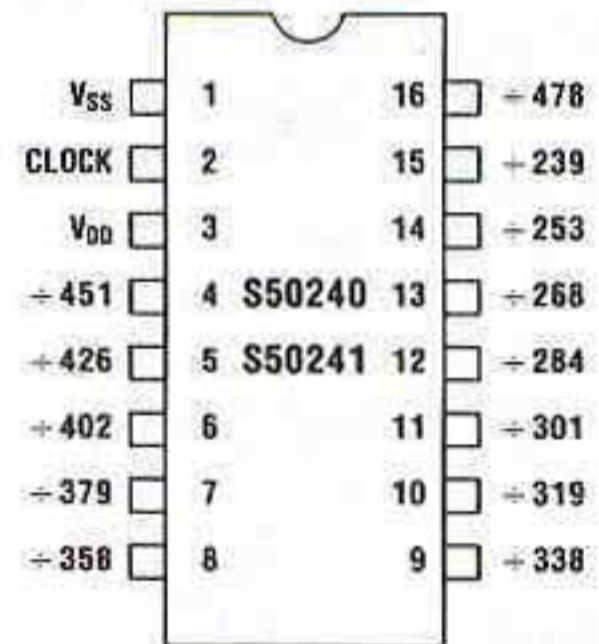 VSS 1 16 ÷478
CLOCK 2 15 ÷239
VDD 3 14 ÷253
÷451 4 S50240 13 ÷268
÷426 5 S50241 12 ÷284
÷402 6 11 ÷301
÷379 7 10 ÷319
÷358 8 9 ÷338